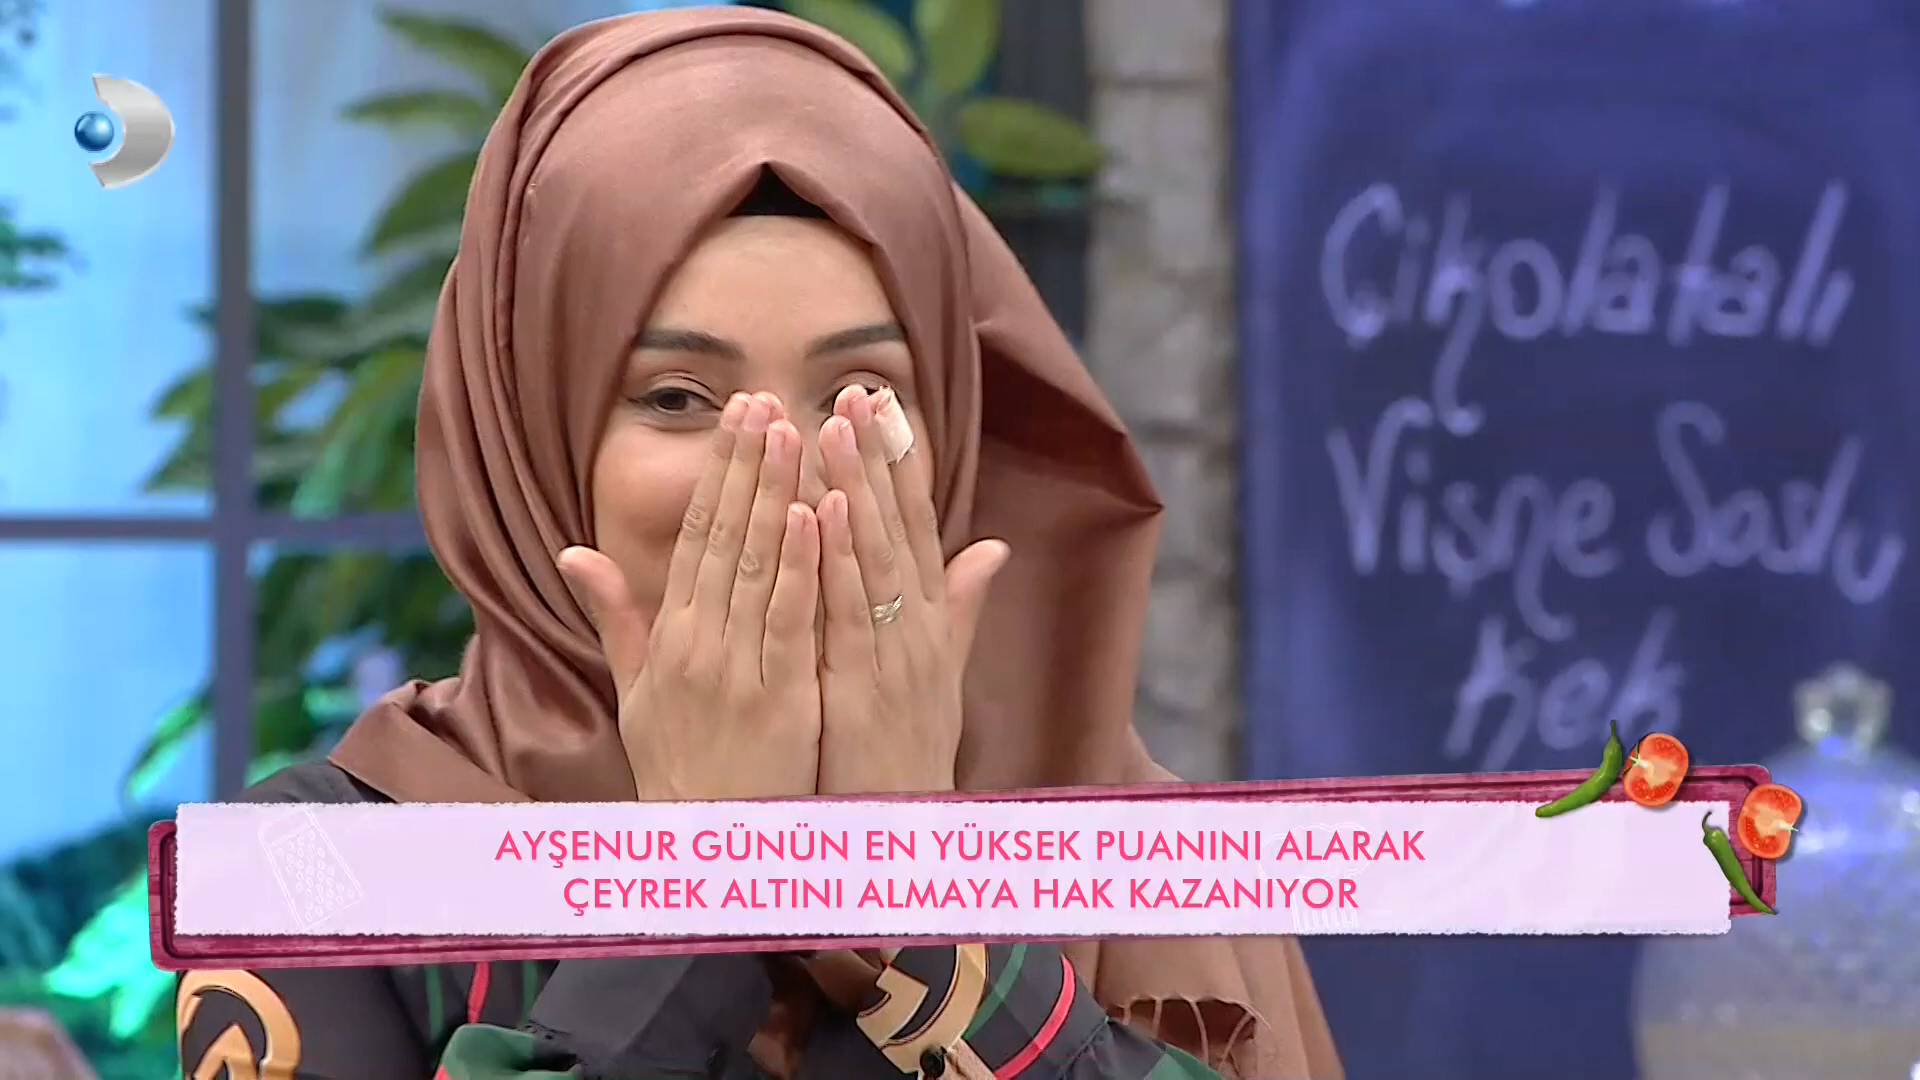 Çikolatalı
Vişne Soslu
Kek
AYŞENUR GÜNÜN EN YÜKSEK PUANINI ALARAK
ÇEYREK ALTINI ALMAYA HAK KAZANIYOR